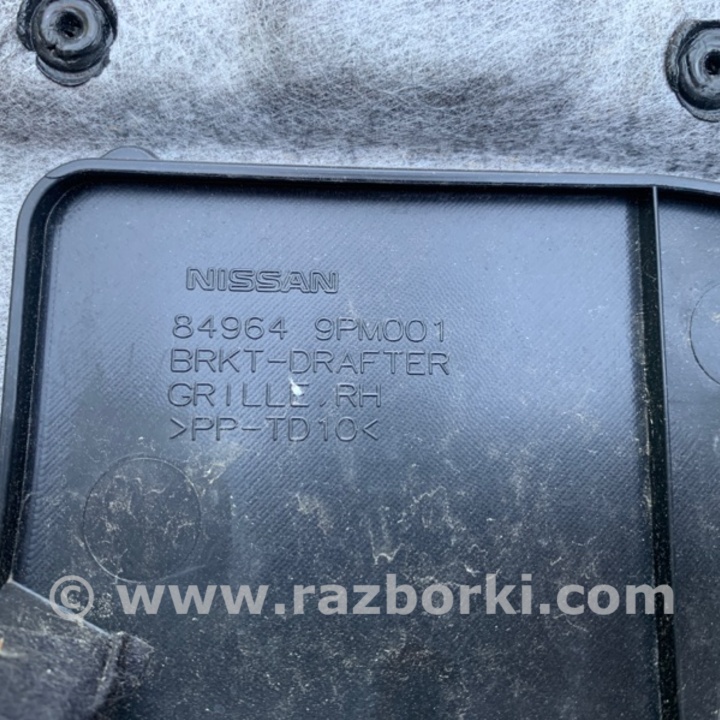 NISSAN
84964 9PM001
BRKT-DRAFTER
GRILLE.RH
>PP-TD10<
© www.razborki.com